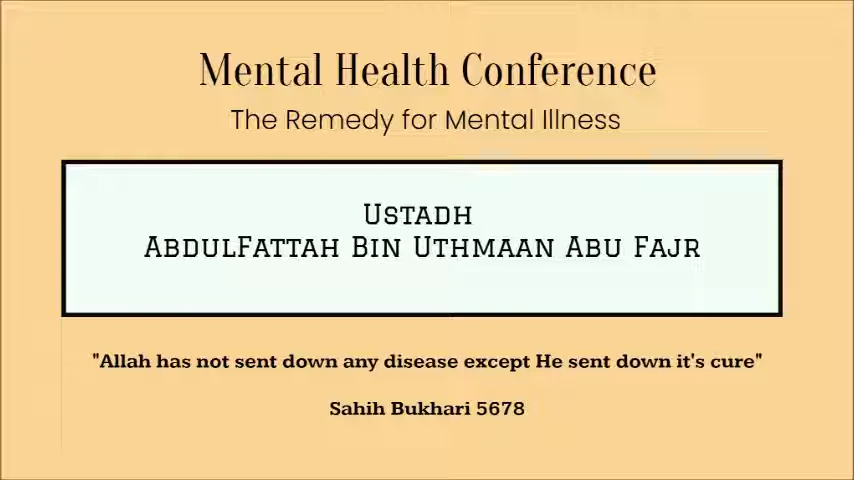 Mental Health Conference
The Remedy for Mental Illness
Ustadh
AbdulFattah Bin Uthmaan Abu Fajr
"Allah has not sent down any disease except He sent down it's cure"
Sahih Bukhari 5678